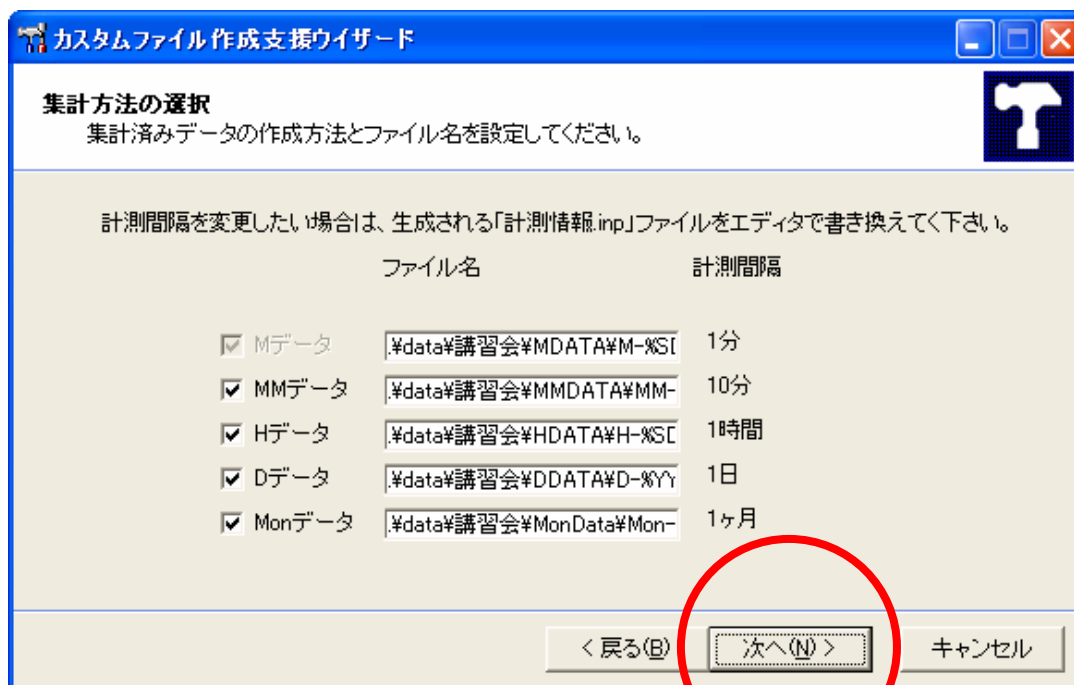 カスタムファイル作成支援ウイザード
集計方法の選択
集計済みデータの作成方法とファイル名を設定してください。
計測間隔を変更したい場合は、生成される「計測情報.inp」ファイルをエディタで書き換えてく下さい。
ファイル名 計測間隔
Mデータ .¥data¥講習会¥MDATA¥M-%SD 1分
MMデータ .¥data¥講習会¥MMDATA¥MM- 10分
Hデータ .¥data¥講習会¥HDATA¥H-%SD 1時間
Dデータ .¥data¥講習会¥DDATA¥D-%YY 1日
Monデータ .¥data¥講習会¥MonData¥Mon- 1ヶ月
< 戻る(B) 次へ(N) > キャンセル